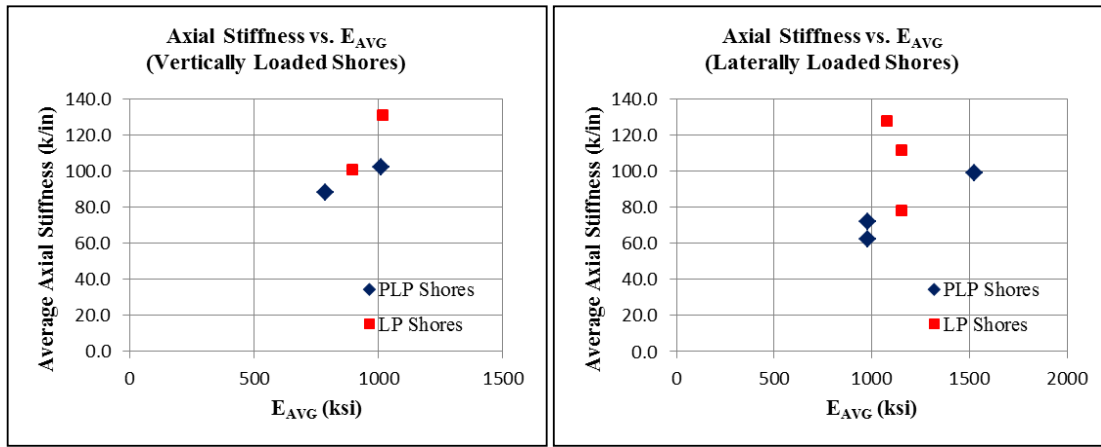 Axial Stiffness vs. EAVG
(Vertically Loaded Shores)
Average Axial Stiffness (k/in)
140.0
120.0
100.0
80.0
60.0
40.0
20.0
0.0
PLP Shores
LP Shores
0 500 1000 1500
EAVG (ksi)
Axial Stiffness vs. EAVG
(Laterally Loaded Shores)
Average Axial Stiffness (k/in)
140.0
120.0
100.0
80.0
60.0
40.0
20.0
0.0
PLP Shores
LP Shores
0 500 1000 1500 2000
EAVG (ksi)